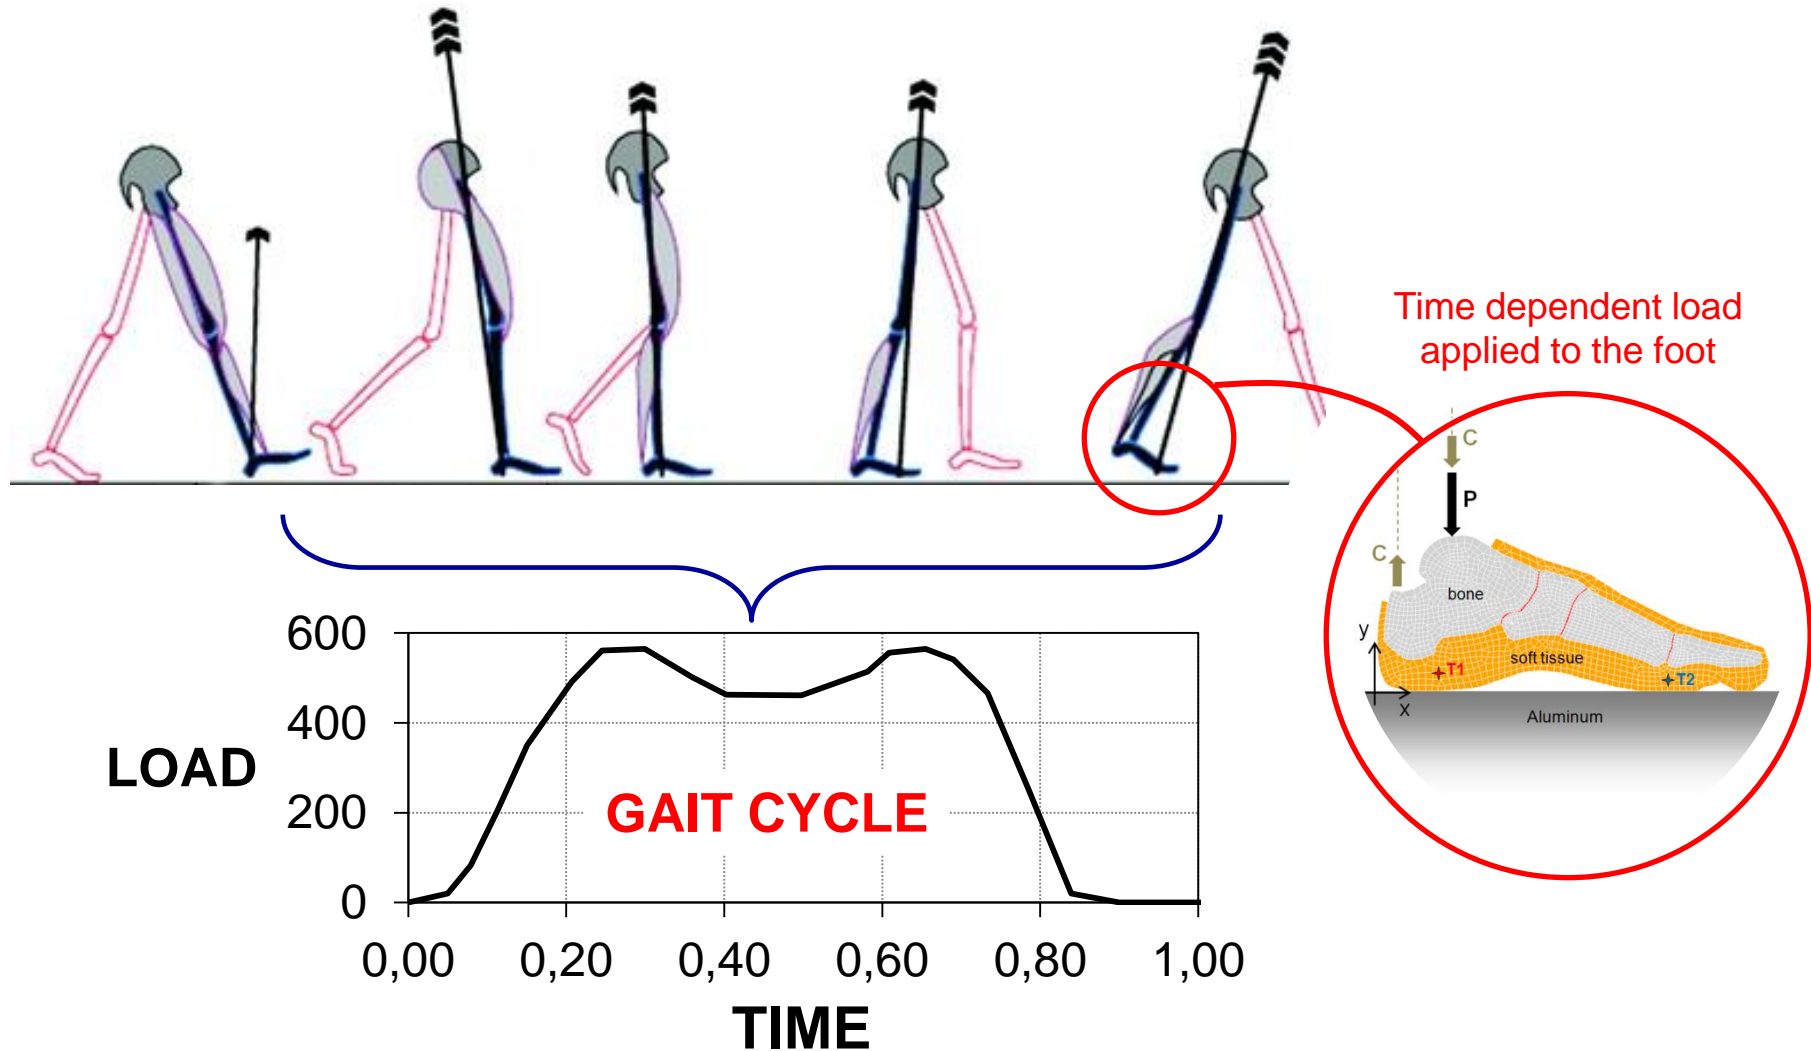 Time dependent load
applied to the foot
C
P
C
bone
y
soft tissue
T1
T2
x
Aluminum
600
400
LOAD
200
GAIT CYCLE
0
0,00 0,20 0,40 0,60 0,80 1,00
TIME